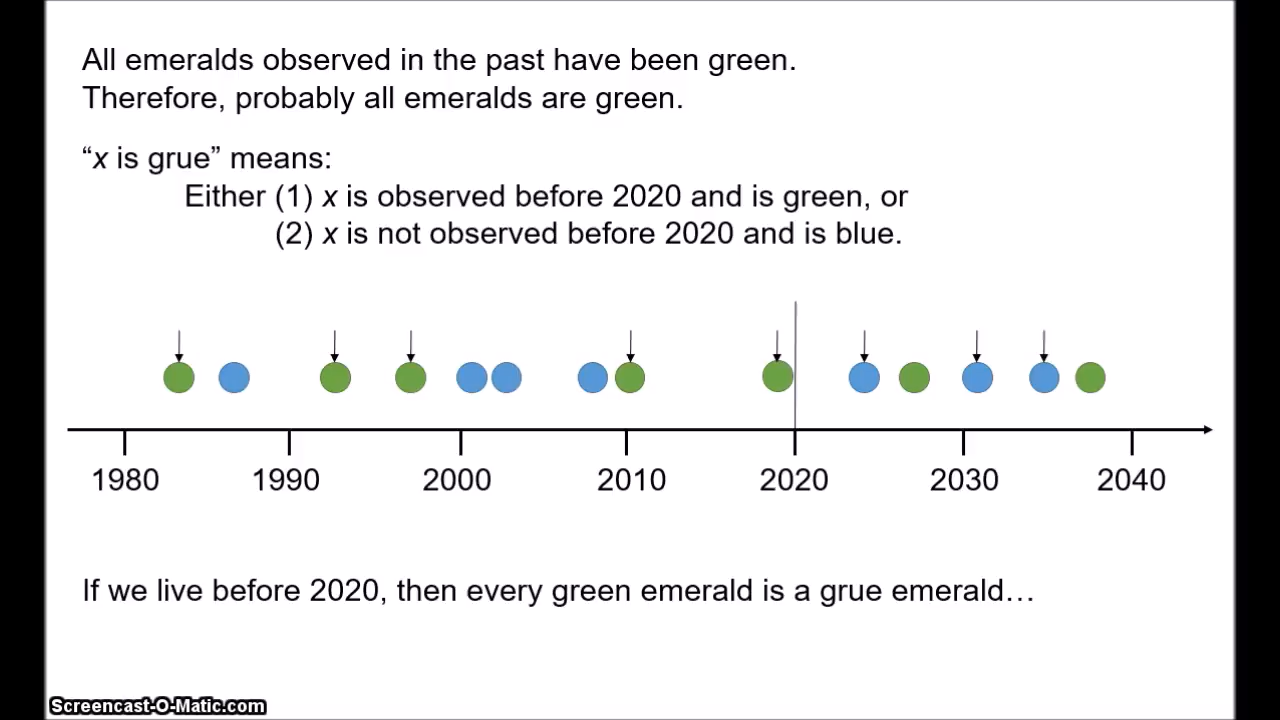 All emeralds observed in the past have been green.
Therefore, probably all emeralds are green.
“x is grue” means:
Either (1) x is observed before 2020 and is green, or
(2) x is not observed before 2020 and is blue.
1980 1990 2000 2010 2020 2030 2040
If we live before 2020, then every green emerald is a grue emerald…
Screencast-O-Matic.com